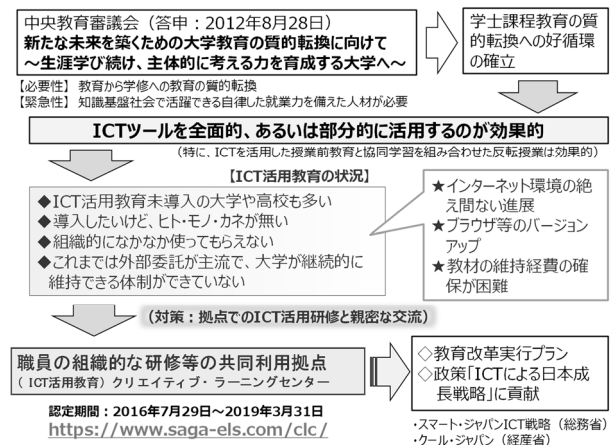 中央教育審議会（答申：2012年8月28日）
新たな未来を築くための大学教育の質的転換に向けて
～生涯学び続け、主体的に考える力を育成する大学へ～
学士課程教育の質
的転換への好循環
の確立
【必要性】 教育から学修への教育の質的転換
【緊急性】 知識基盤社会で活躍できる自律した就業力を備えた人材が必要
ICTツールを全面的、あるいは部分的に活用するのが効果的
（特に、ICTを活用した授業前教育と協同学習を組み合わせた反転授業は効果的）
【ICT活用教育の状況】
◆ICT活用教育未導入の大学や高校も多い
◆導入したいけど、ヒト・モノ・カネが無い
◆組織的になかなか使ってもらえない
◆これまでは外部委託が主流で、大学が継続的に
維持できる体制ができていない
★インターネット環境の絶
え間ない進展
★ブラウザ等のバージョン
アップ
★教材の維持経費の確
保が困難
（対策：拠点でのICT活用研修と親密な交流）
職員の組織的な研修等の共同利用拠点
（ ICT活用教育）クリエイティブ・ラーニングセンター
◇教育改革実行プラン
◇政策「ICTによる日本成
長戦略」に貢献
認定期間：2016年7月29日～2019年3月31日
https://www.saga-els.com/clc/
・スマート・ジャパンICT戦略（総務省）
・クール・ジャパン（経産省）